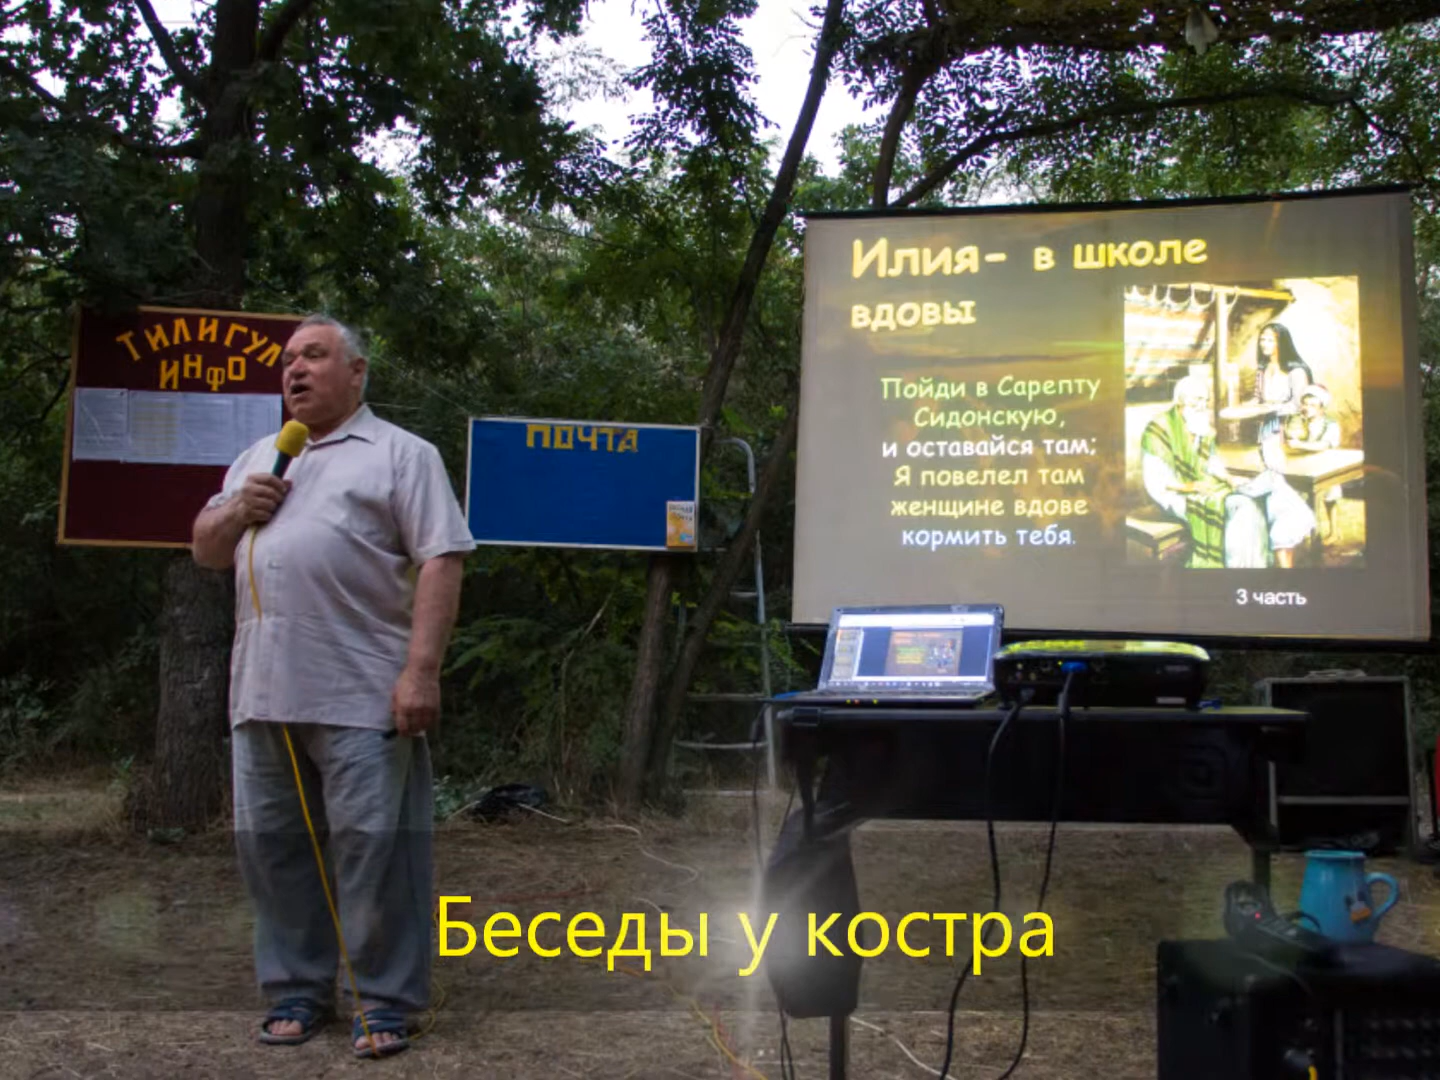 Илия- в школе
вдовы
Пойди в Сарепту
Сидонскую,
и оставайся там;
Я повелел там
женщине вдове
кормить тебя.
3 часть
ТИЛИГУЛ
ИНФО
ПОЧТА
Беседы у костра